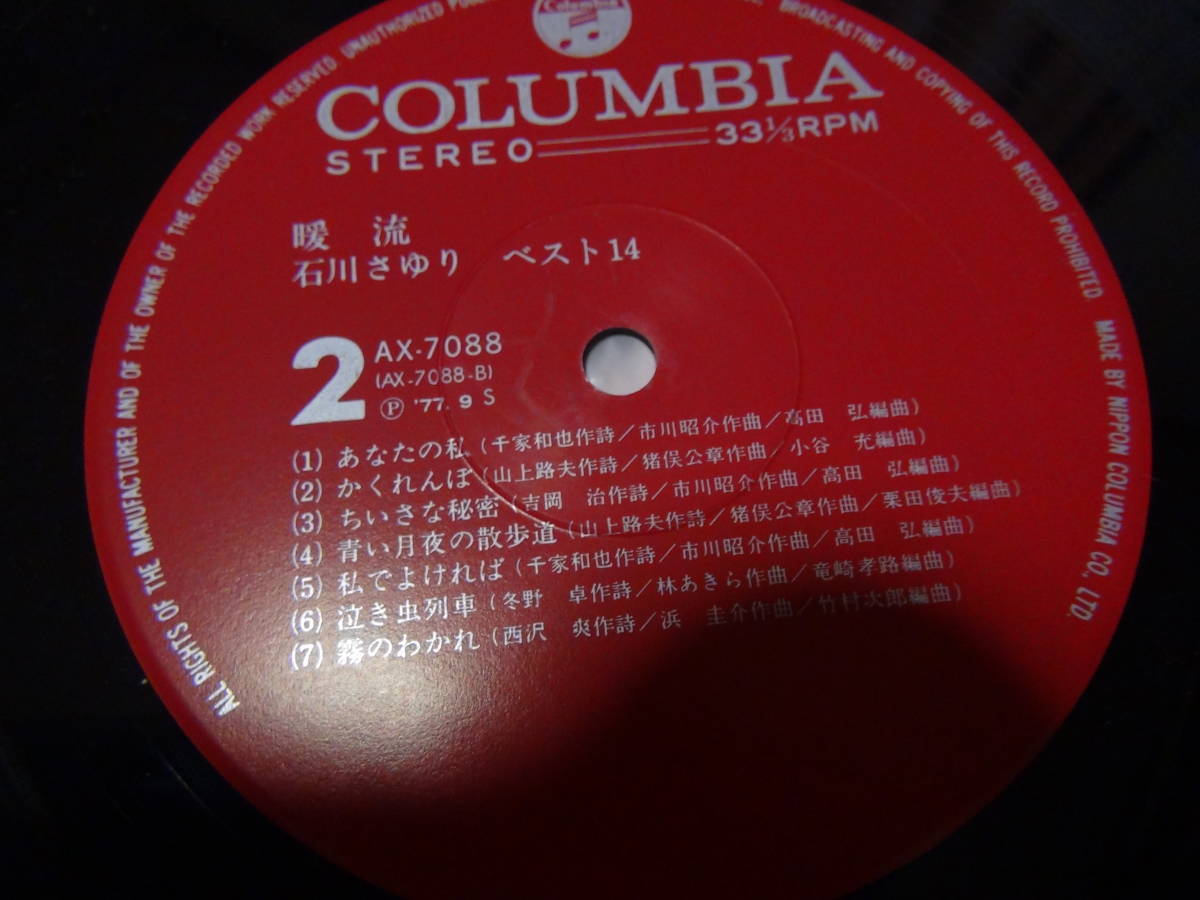 Columbia
COLUMBIA
STEREO 33 1/3 RPM
暖 流
石川さゆり ベスト14
2
AX-7088
(AX-7088-B)
Ⓟ '77. 9 S
(1) あなたの私 (千家和也作詩/市川昭介作曲/高田 弘編曲)
(2) かくれんぼ (山上路夫作詩/猪俣公章作曲/小谷 充編曲)
(3) ちいさな秘密 (吉岡 治作詩/市川昭介作曲/高田 弘編曲)
(4) 青い月夜の散歩道 (山上路夫作詩/猪俣公章作曲/栗田俊夫編曲)
(5) 私でよければ (千家和也作詩/市川昭介作曲/高田 弘編曲)
(6) 泣き虫列車 (冬野 卓作詩/林あきら作曲/竜崎孝路編曲)
(7) 霧のわかれ (西沢 爽作詩/浜 圭介作曲/竹村次郎編曲)
ALL RIGHTS OF THE MANUFACTURER AND OF THE OWNER OF THE RECORDED WORK RESERVED. UNAUTHORIZED BROADCASTING AND COPYING OF THIS RECORD PROHIBITED. MADE BY NIPPON COLUMBIA CO. LTD.